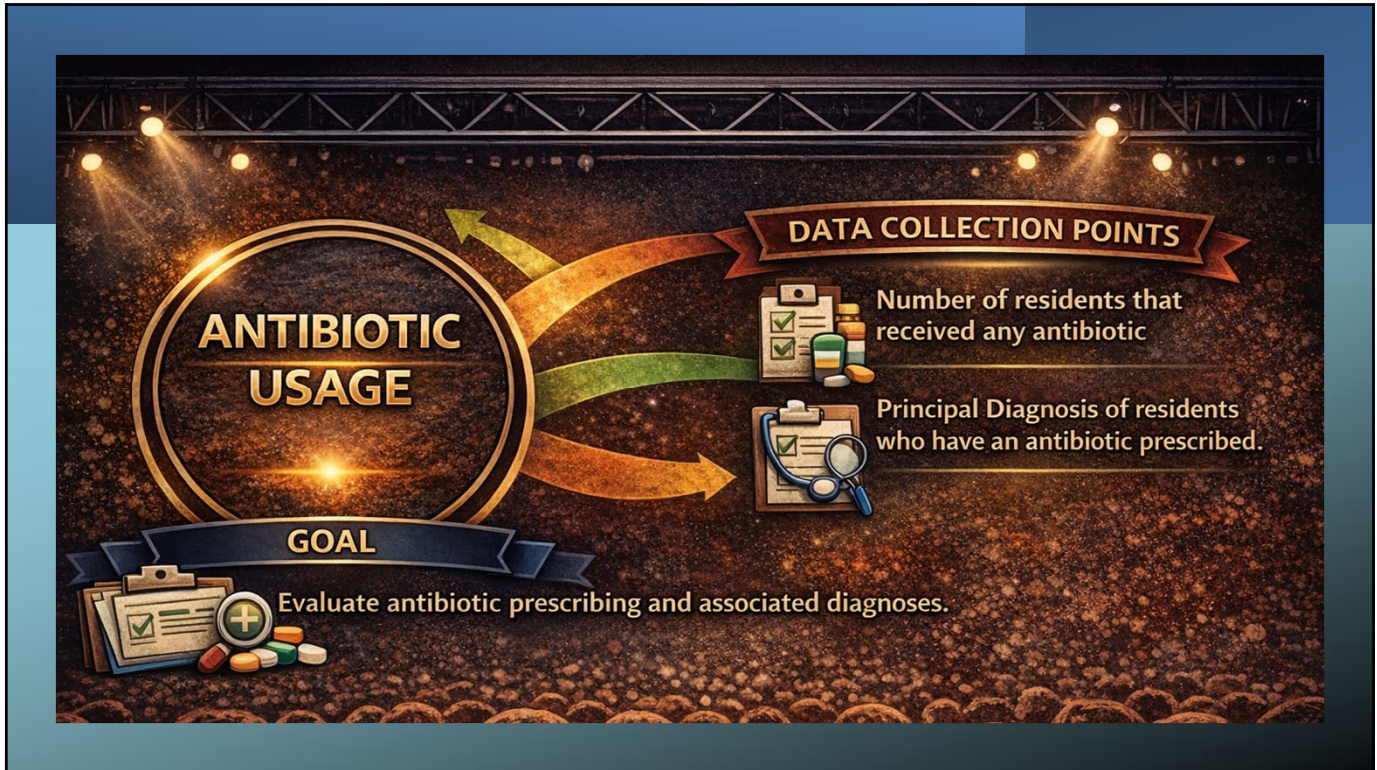 ANTIBIOTIC
USAGE
DATA COLLECTION POINTS
Number of residents that
received any antibiotic
Principal Diagnosis of residents
who have an antibiotic prescribed.
GOAL
Evaluate antibiotic prescribing and associated diagnoses.